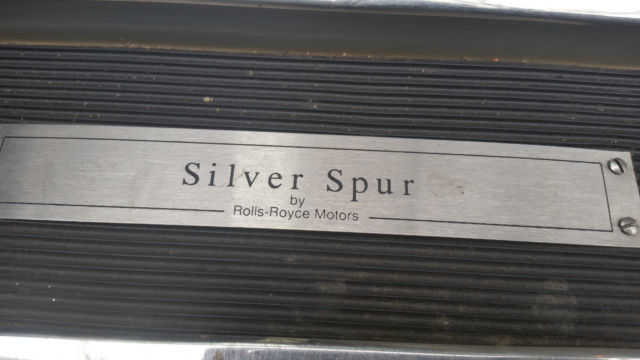 Silver Spur
by
Rolls-Royce Motors